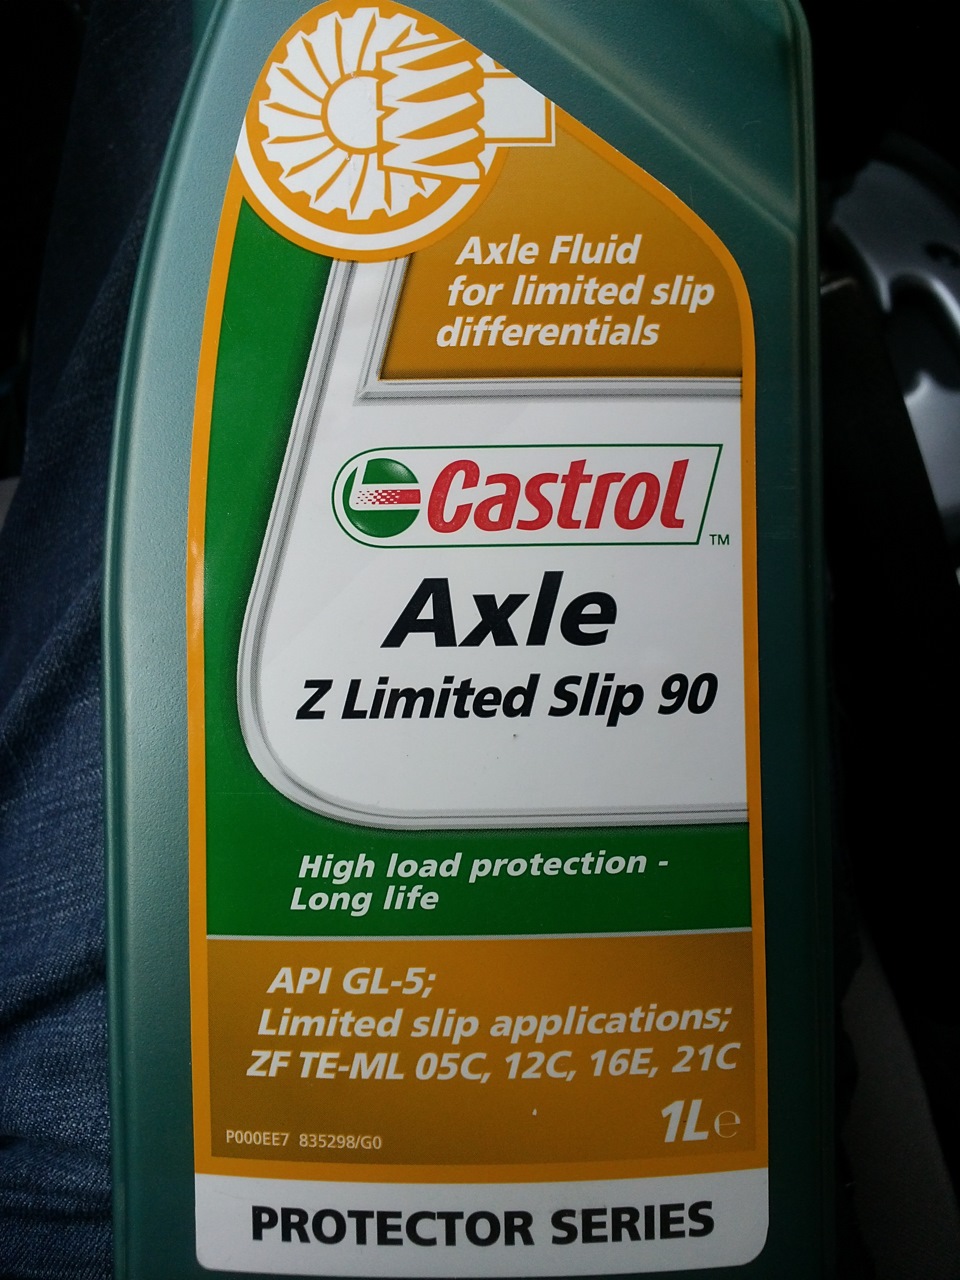 Axle Fluid
for limited slip
differentials
Castrol
TM
Axle
Z Limited Slip 90
High load protection -
Long life
API GL-5;
Limited slip applications;
ZF TE-ML 05C, 12C, 16E, 21C
1L e
P000EE7 835298/G0
PROTECTOR SERIES